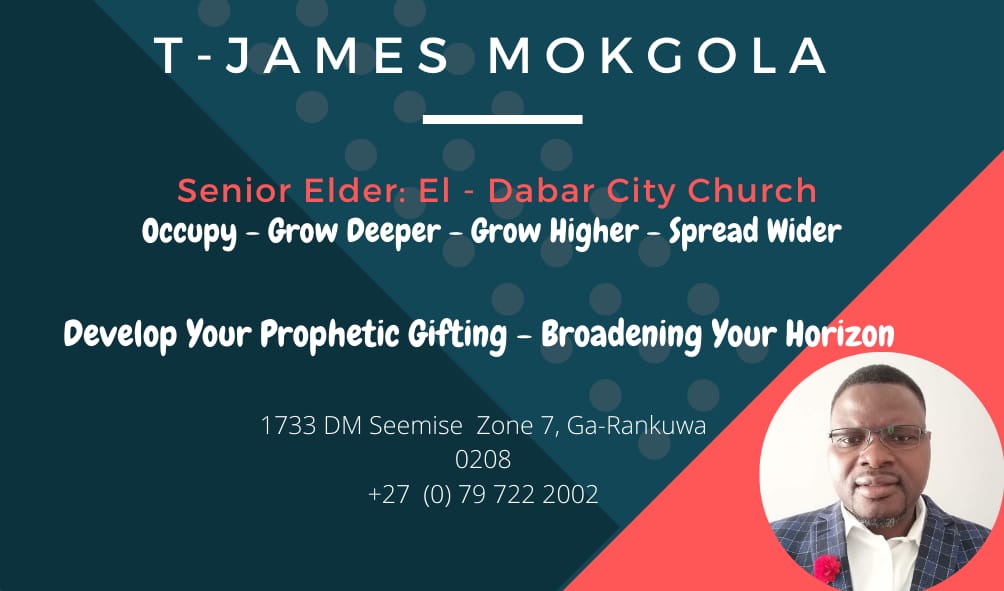 T-JAMES MOKGOLA
Senior Elder: El - Dabar City Church
Occupy - Grow Deeper - Grow Higher - Spread Wider
Develop Your Prophetic Gifting - Broadening Your Horizon
1733 DM Seemise  Zone 7, Ga-Rankuwa
0208
+27  (0) 79 722 2002